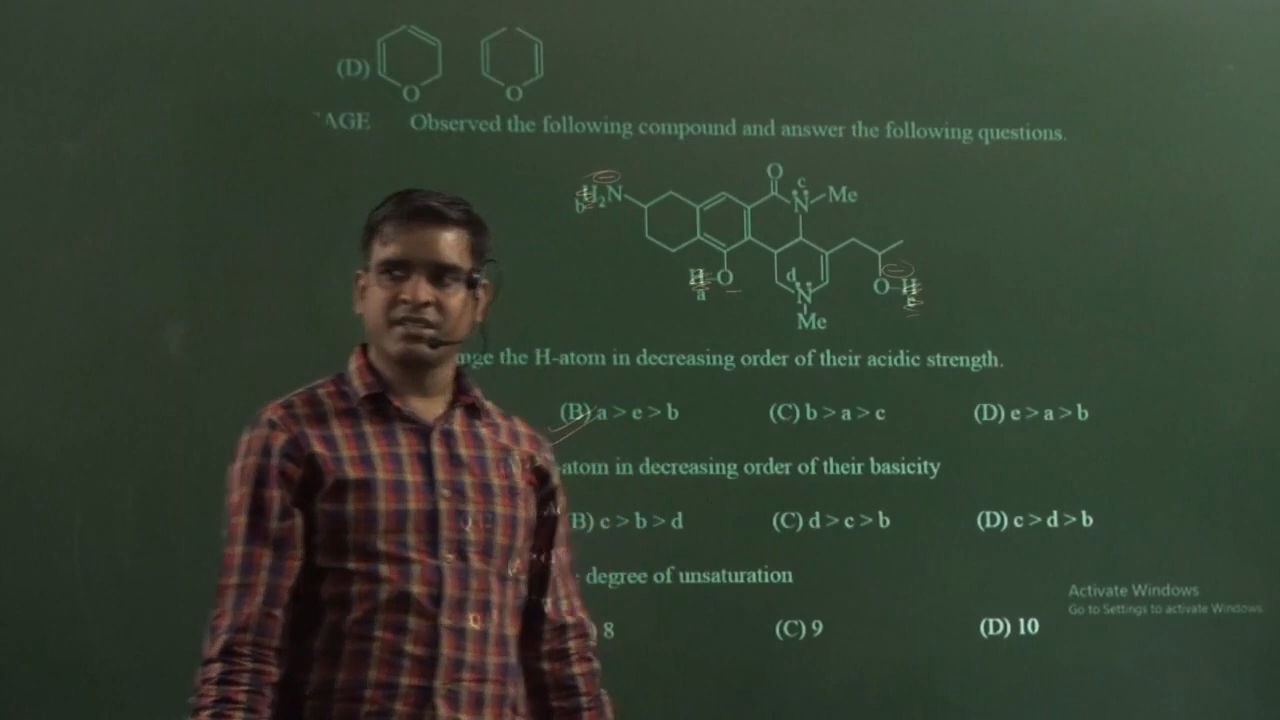 (D) O O
AGE Observed the following compound and answer the following questions.
H₂N b O c N Me
H O a d N Me O H
the H-atom in decreasing order of their acidic strength.
(B) a > e > b (C) b > a > c (D) e > a > b
-atom in decreasing order of their basicity
B) c > b > d (C) d > c > b (D) c > d > b
degree of unsaturation
8 (C) 9 (D) 10
Activate Windows
Go to Settings to activate Windows